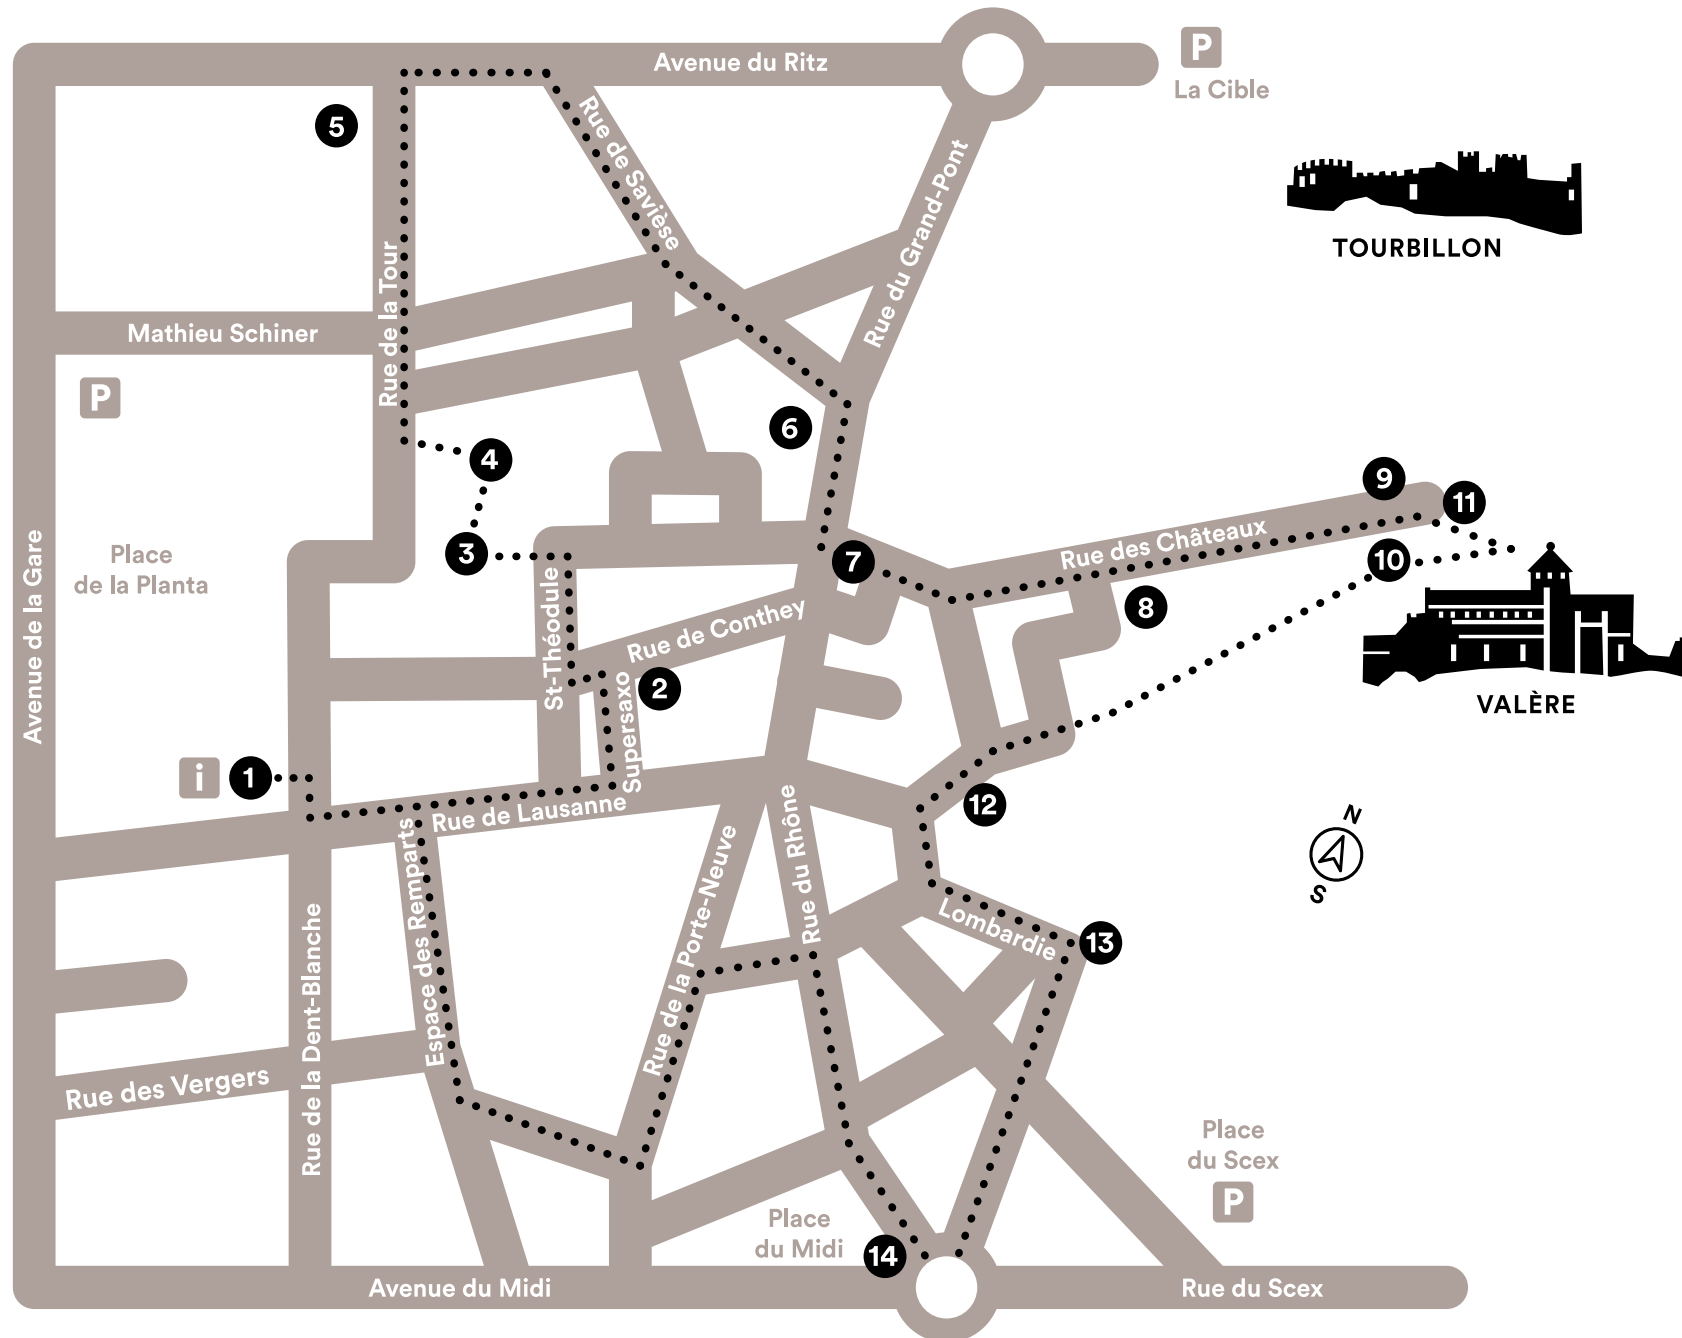 Avenue du Ritz
P
La Cible
5
Rue de Savièse
TOURBILLON
Rue du Grand-Pont
Rue de la Tour
Mathieu Schiner
P
6
4
9
11
3
Place
de la Planta
7
Rue des Châteaux
10
8
Avenue de la Gare
St-Théodule
Rue de Conthey
2
Supersaxo
VALÈRE
i
1
Rue de Lausanne
12
N
S
Espace des Remparts
Rue de la Porte-Neuve
Rue du Rhône
Lombardie
13
Rue de la Dent-Blanche
Rue des Vergers
Place
du Scex
P
Place
du Midi
14
Avenue du Midi
Rue du Scex